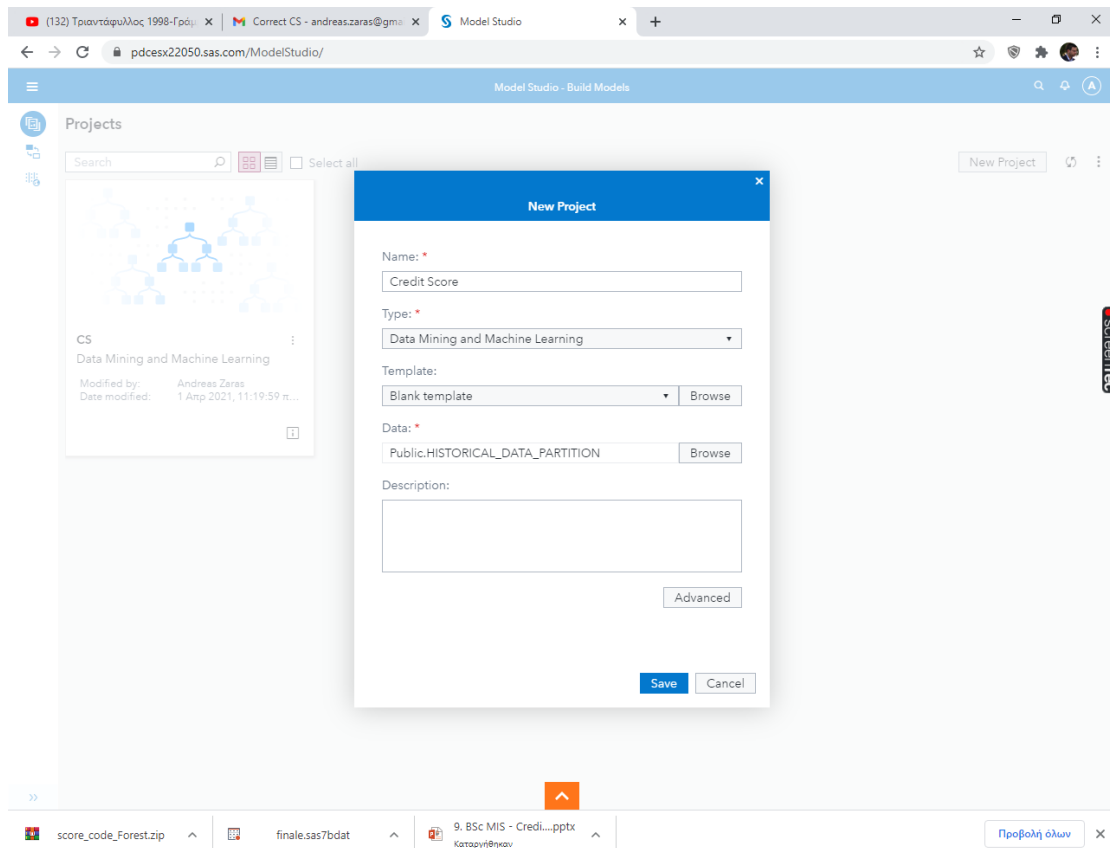 (132) Τριαντάφυλλος 1998-Γράμ
Correct CS - andreas.zaras@gmai
Model Studio
pdcesx22050.sas.com/ModelStudio/
Model Studio - Build Models
A
Projects
Search
Select all
New Project
CS
Data Mining and Machine Learning
Modified by: Andreas Zaras
Date modified: 1 Απρ 2021, 11:19:59 π...
New Project
Name: *
Credit Score
Type: *
Data Mining and Machine Learning
Template:
Blank template
Browse
Data: *
Public.HISTORICAL_DATA_PARTITION
Browse
Description:
Advanced
Save
Cancel
screenrec
score_code_Forest.zip
finale.sas7bdat
9. BSc MIS - Credi....pptx
Καταργήθηκαν
Προβολή όλων